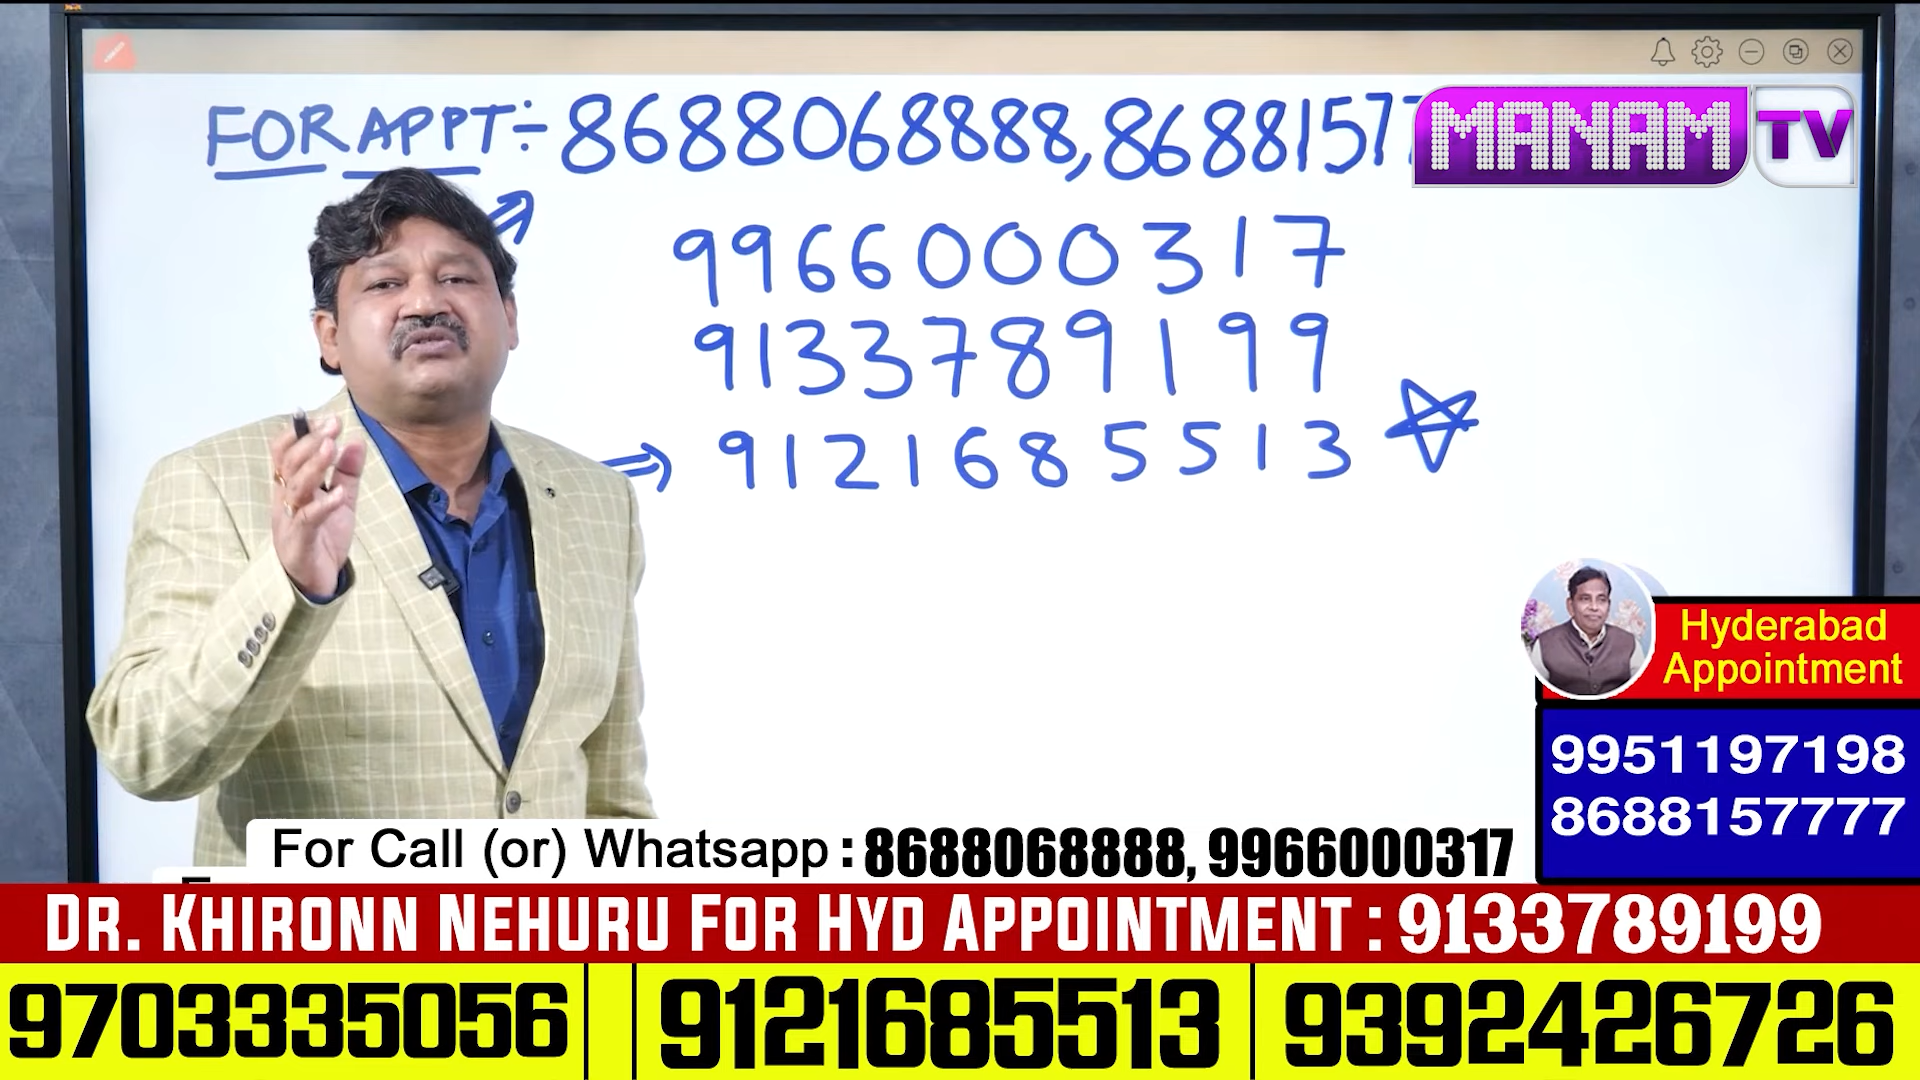 FOR APPT:- 8688068888, 8688157
MANAM TV
9966000317
9133789199
9121685513
Hyderabad
Appointment
9951197198
8688157777
For Call (or) Whatsapp : 8688068888, 9966000317
DR. KHIRONN NEHURU FOR HYD APPOINTMENT : 9133789199
9703335056
9121685513
9392426726